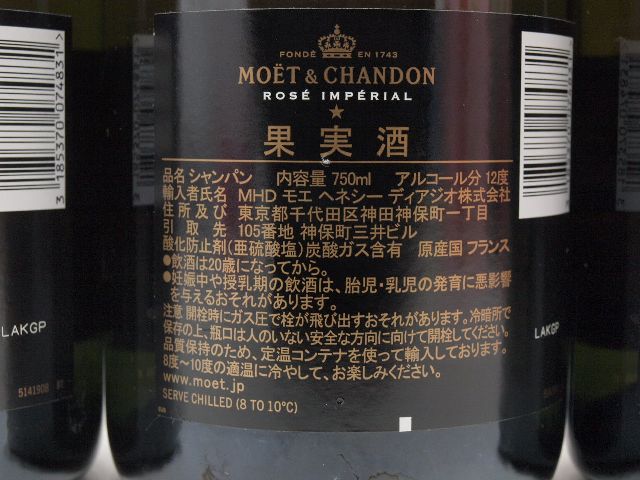 FONDÉ EN 1743
MOËT & CHANDON
ROSÉ IMPÉRIAL
果実酒
品名 シャンパン 内容量 750ml アルコール分 12度
輸入者氏名 MHD モエ ヘネシー ディアジオ株式会社
住所及び 東京都千代田区神田神保町一丁目
引取先 105番地 神保町三井ビル
酸化防止剤(亜硫酸塩)炭酸ガス含有 原産国 フランス
●飲酒は20歳になってから。
●妊娠中や授乳期の飲酒は、胎児・乳児の発育に悪影響
を与えるおそれがあります。
注意 開栓時にガス圧で栓が飛び出すおそれがあります。冷暗所で
保存の上、瓶口は人のいない安全な方向に向けて開栓してください。
品質保持のため、定温コンテナを使って輸入しております。
8度〜10度の適温に冷やして、お楽しみください。
www.moet.jp
SERVE CHILLED (8 TO 10°C)
3 185370 074831>
LAKGP
5141908
LAKGP